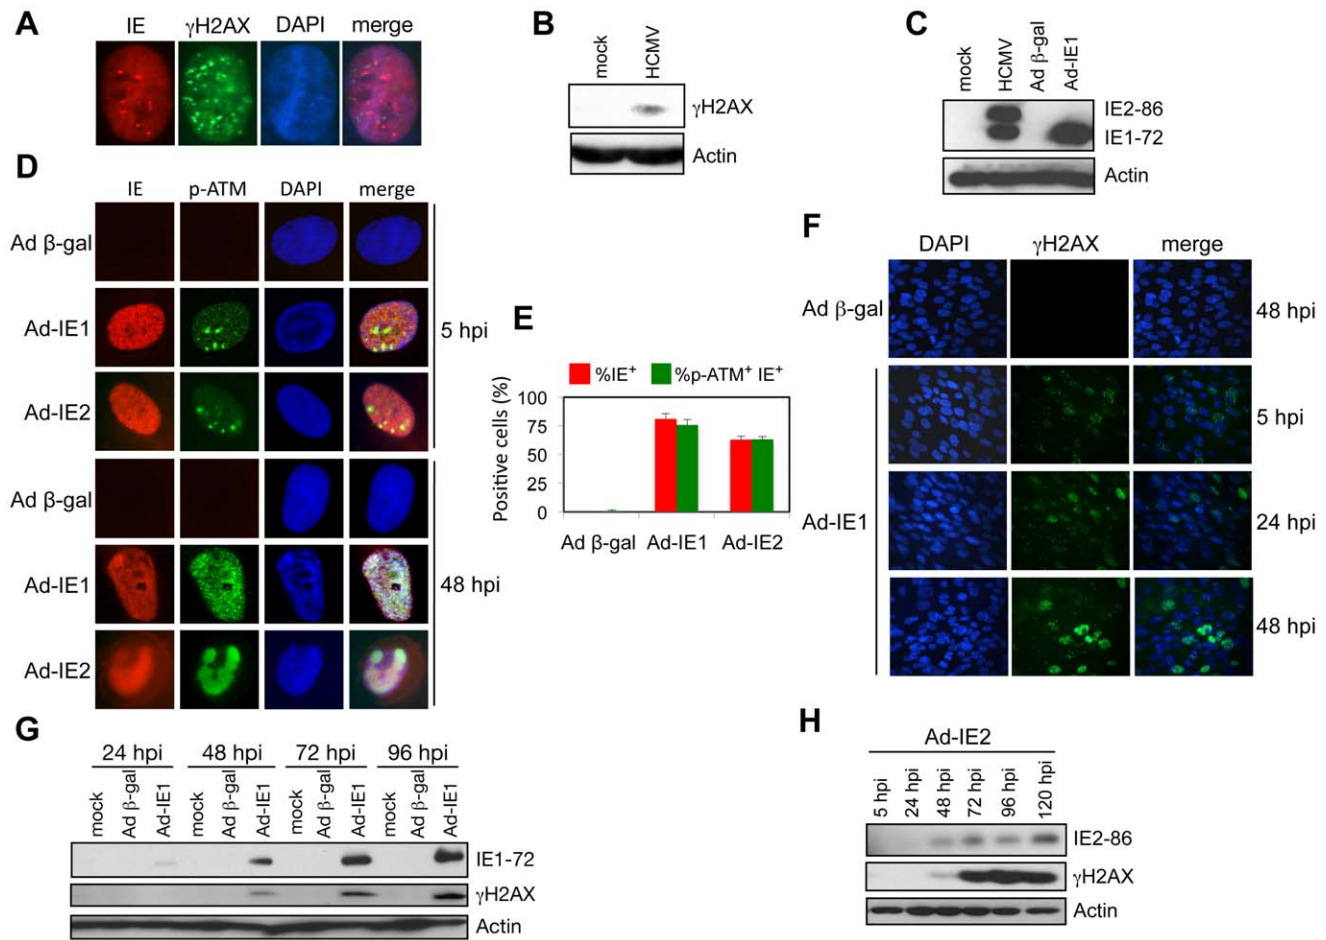 A
IE γH2AX DAPI merge
B
mock HCMV
γH2AX
Actin
C
mock HCMV Ad β-gal Ad-IE1
IE2-86
IE1-72
Actin
D
IE p-ATM DAPI merge
Ad β-gal
Ad-IE1
5 hpi
Ad-IE2
Ad β-gal
Ad-IE1
48 hpi
Ad-IE2
E
%IE+ %p-ATM+ IE+
Positive cells (%)
100
75
50
25
0
Ad β-gal Ad-IE1 Ad-IE2
F
DAPI γH2AX merge
Ad β-gal
48 hpi
5 hpi
Ad-IE1
24 hpi
48 hpi
G
24 hpi 48 hpi 72 hpi 96 hpi
mock Ad β-gal Ad-IE1 mock Ad β-gal Ad-IE1 mock Ad β-gal Ad-IE1 mock Ad β-gal Ad-IE1
IE1-72
γH2AX
Actin
H
Ad-IE2
5 hpi 24 hpi 48 hpi 72 hpi 96 hpi 120 hpi
IE2-86
γH2AX
Actin